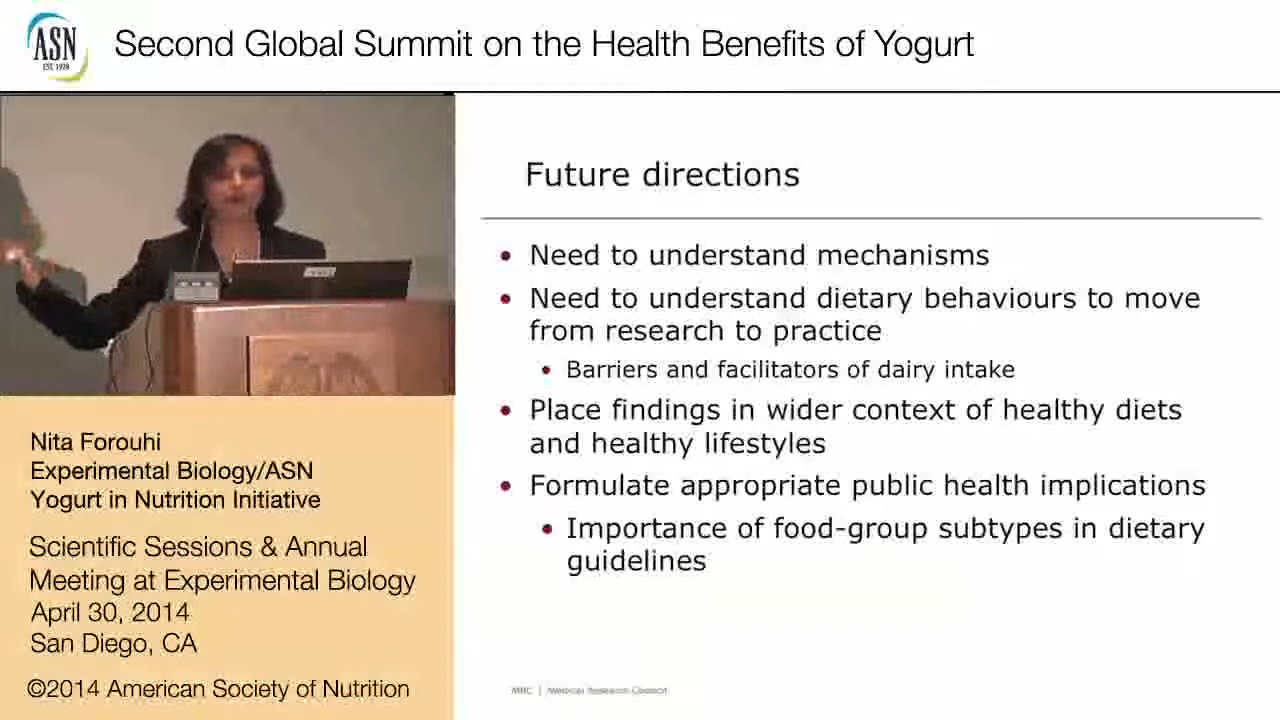 ASN
EST. 1928
Second Global Summit on the Health Benefits of Yogurt
Future directions
• Need to understand mechanisms
• Need to understand dietary behaviours to move
from research to practice
• Barriers and facilitators of dairy intake
• Place findings in wider context of healthy diets
and healthy lifestyles
• Formulate appropriate public health implications
• Importance of food-group subtypes in dietary
guidelines
MRC | Medical Research Council
Nita Forouhi
Experimental Biology/ASN
Yogurt in Nutrition Initiative
Scientific Sessions & Annual
Meeting at Experimental Biology
April 30, 2014
San Diego, CA
©2014 American Society of Nutrition